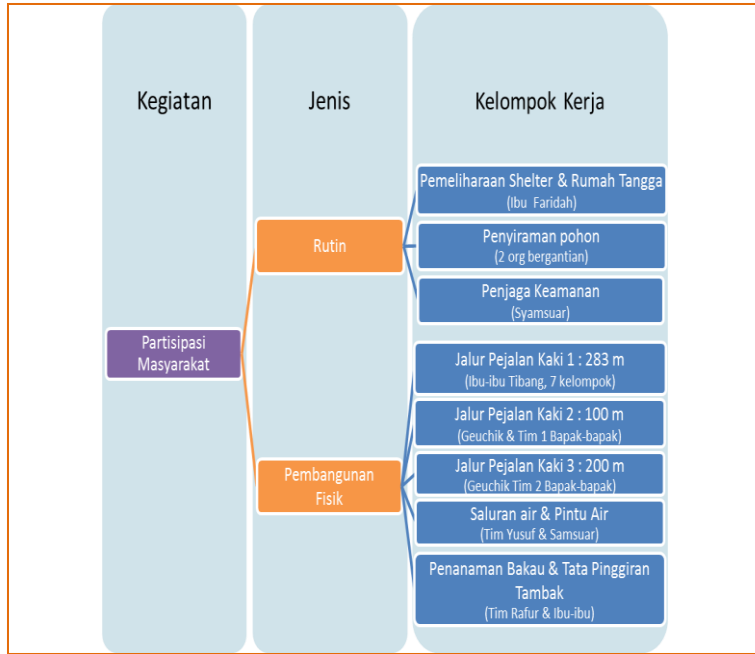 Kegiatan
Jenis
Kelompok Kerja
Partisipasi
Masyarakat
Rutin
Pemeliharaan Shelter & Rumah Tangga
(Ibu Faridah)
Penyiraman pohon
(2 org bergantian)
Penjaga Keamanan
(Syamsuar)
Pembangunan
Fisik
Jalur Pejalan Kaki 1 : 283 m
(Ibu-ibu Tibang, 7 kelompok)
Jalur Pejalan Kaki 2 : 100 m
(Geuchik & Tim 1 Bapak-bapak)
Jalur Pejalan Kaki 3 : 200 m
(Geuchik Tim 2 Bapak-bapak)
Saluran air & Pintu Air
(Tim Yusuf & Samsuar)
Penanaman Bakau & Tata Pinggiran
Tambak
(Tim Rafur & Ibu-ibu)